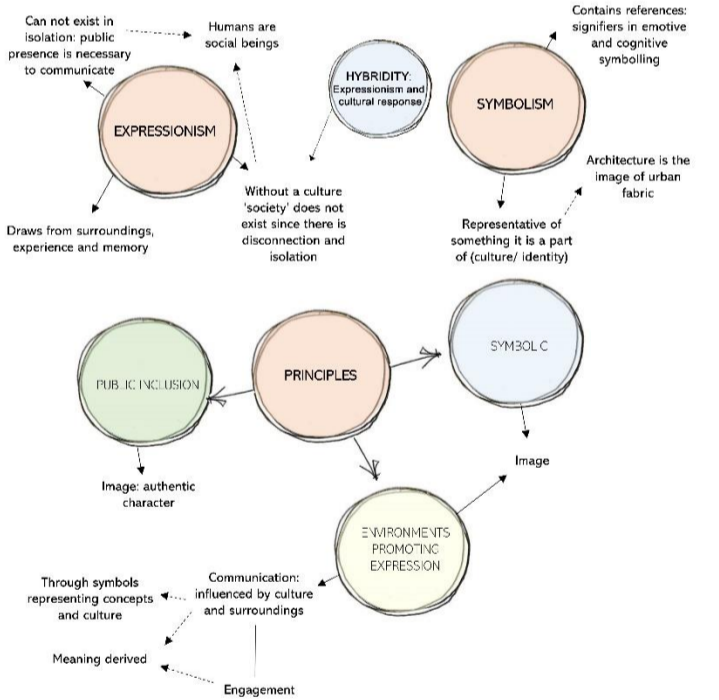 Can not exist in
isolation: public
presence is necessary
to communicate
Humans are
social beings
EXPRESSIONISM
Draws from surroundings,
experience and memory
Without a culture
'society' does not
exist since there is
disconnection and
isolation
HYBRIDITY:
Expressionism and
cultural response
SYMBOLISM
Contains references:
signifiers in emotive
and cognitive
symbolling
Architecture is the
image of urban
fabric
Representative of
something it is a part
of (culture/ identity)
PUBLIC INCLUSION
PRINCIPLES
SYMBOLIC
Image: authentic
character
Image
ENVIRONMENTS
PROMOTING
EXPRESSION
Communication:
influenced by culture
and surroundings
Through symbols
representing concepts
and culture
Meaning derived
Engagement